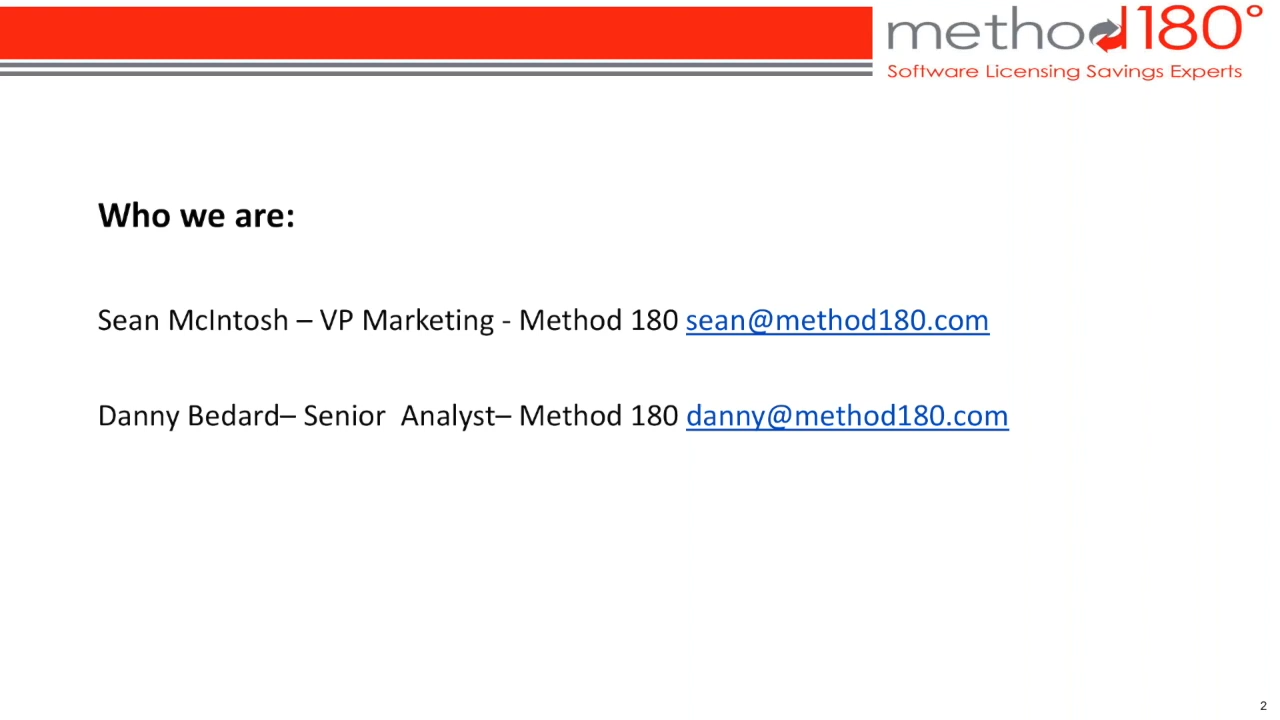 method180°
Software Licensing Savings Experts
Who we are:
Sean McIntosh – VP Marketing - Method 180 sean@method180.com
Danny Bedard– Senior  Analyst– Method 180 danny@method180.com
2